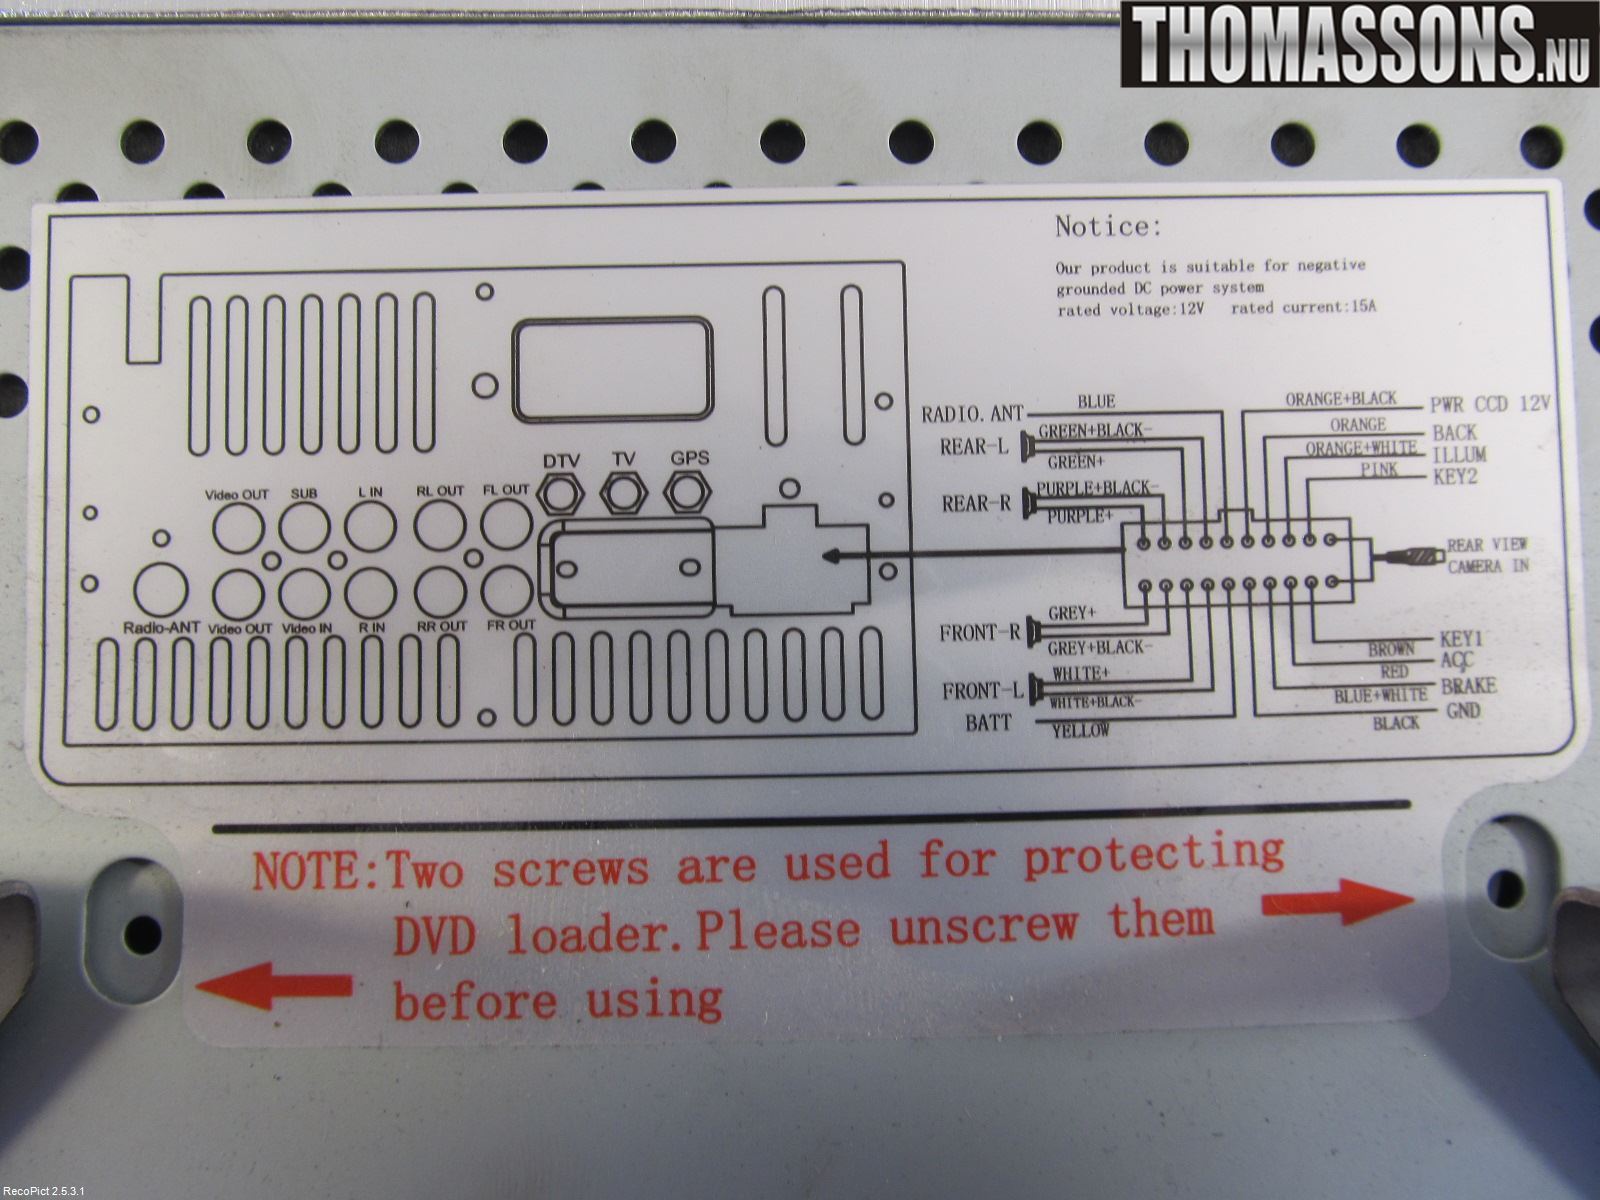 THOMASSONS.NU
Notice:
Our product is suitable for negative
grounded DC power system
rated voltage:12V rated current:15A
RADIO.ANT BLUE
REAR-L GREEN+BLACK-
GREEN+
REAR-R PURPLE+BLACK-
PURPLE+
ORANGE+BLACK PWR CCD 12V
ORANGE BACK
ORANGE+WHITE ILLUM
PINK KEY2
REAR VIEW
CAMERA IN
FRONT-R GREY+
GREY+BLACK-
FRONT-L WHITE+
WHITE+BLACK-
BATT YELLOW
KEY1
BROWN ACC
RED BRAKE
BLUE+WHITE GND
BLACK
DTV TV GPS
Video OUT SUB L IN RL OUT FL OUT
Radio-ANT Video OUT Video IN R IN RR OUT FR OUT
NOTE:Two screws are used for protecting
DVD loader.Please unscrew them
before using
RecoPict 2.5.3.1